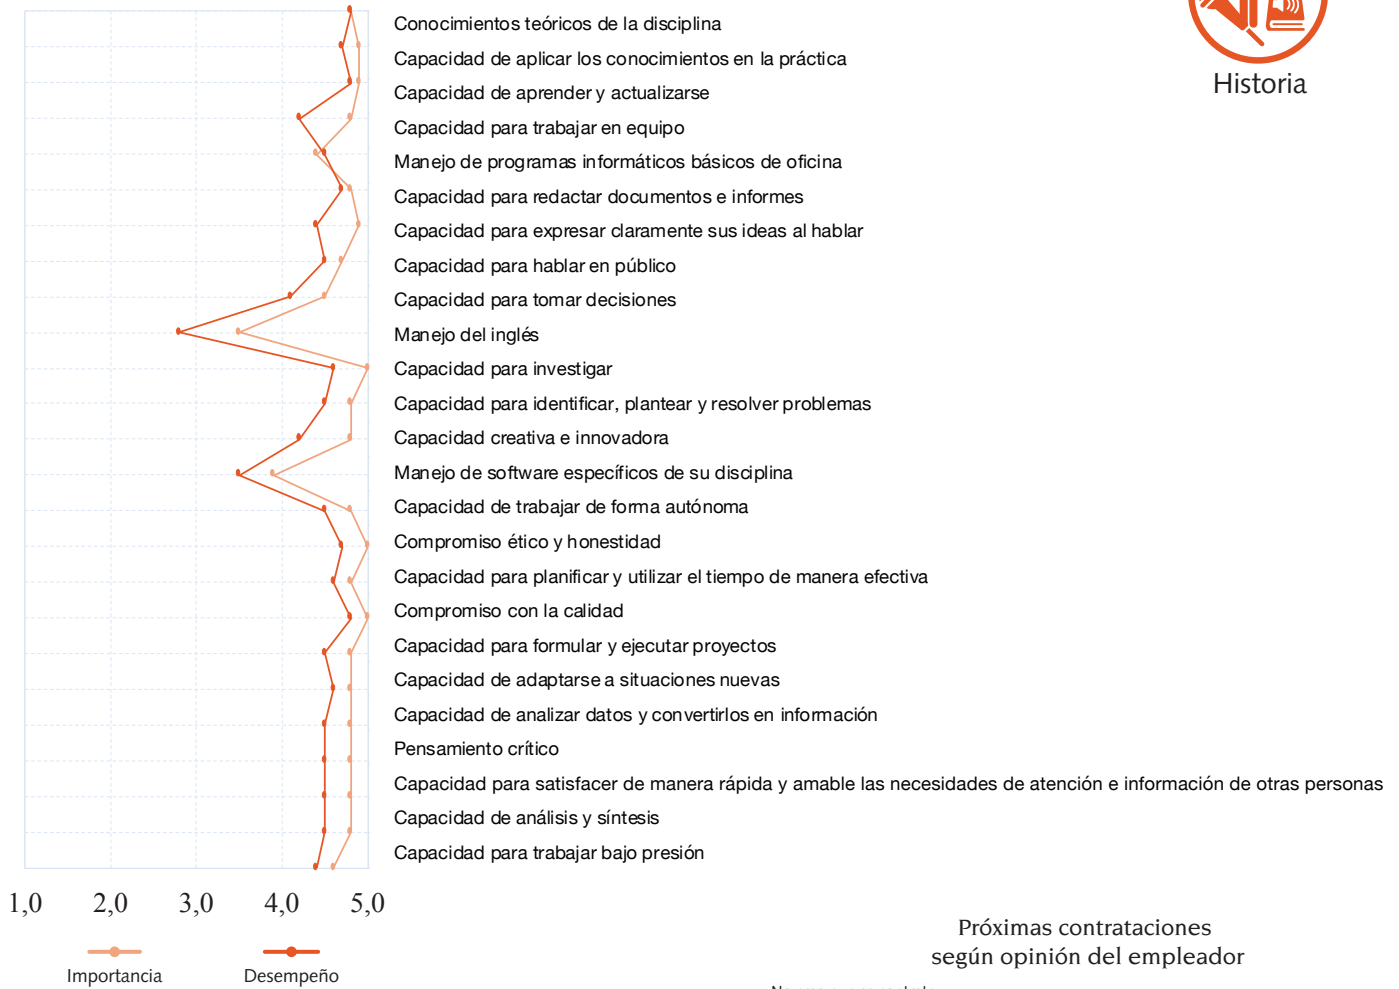 Conocimientos teóricos de la disciplina
Capacidad de aplicar los conocimientos en la práctica
Capacidad de aprender y actualizarse
Capacidad para trabajar en equipo
Manejo de programas informáticos básicos de oficina
Capacidad para redactar documentos e informes
Capacidad para expresar claramente sus ideas al hablar
Capacidad para hablar en público
Capacidad para tomar decisiones
Manejo del inglés
Capacidad para investigar
Capacidad para identificar, plantear y resolver problemas
Capacidad creativa e innovadora
Manejo de software específicos de su disciplina
Capacidad de trabajar de forma autónoma
Compromiso ético y honestidad
Capacidad para planificar y utilizar el tiempo de manera efectiva
Compromiso con la calidad
Capacidad para formular y ejecutar proyectos
Capacidad de adaptarse a situaciones nuevas
Capacidad de analizar datos y convertirlos en información
Pensamiento crítico
Capacidad para satisfacer de manera rápida y amable las necesidades de atención e información de otras personas
Capacidad de análisis y síntesis
Capacidad para trabajar bajo presión
1,0 2,0 3,0 4,0 5,0
Importancia Desempeño
Historia
Próximas contrataciones
según opinión del empleador